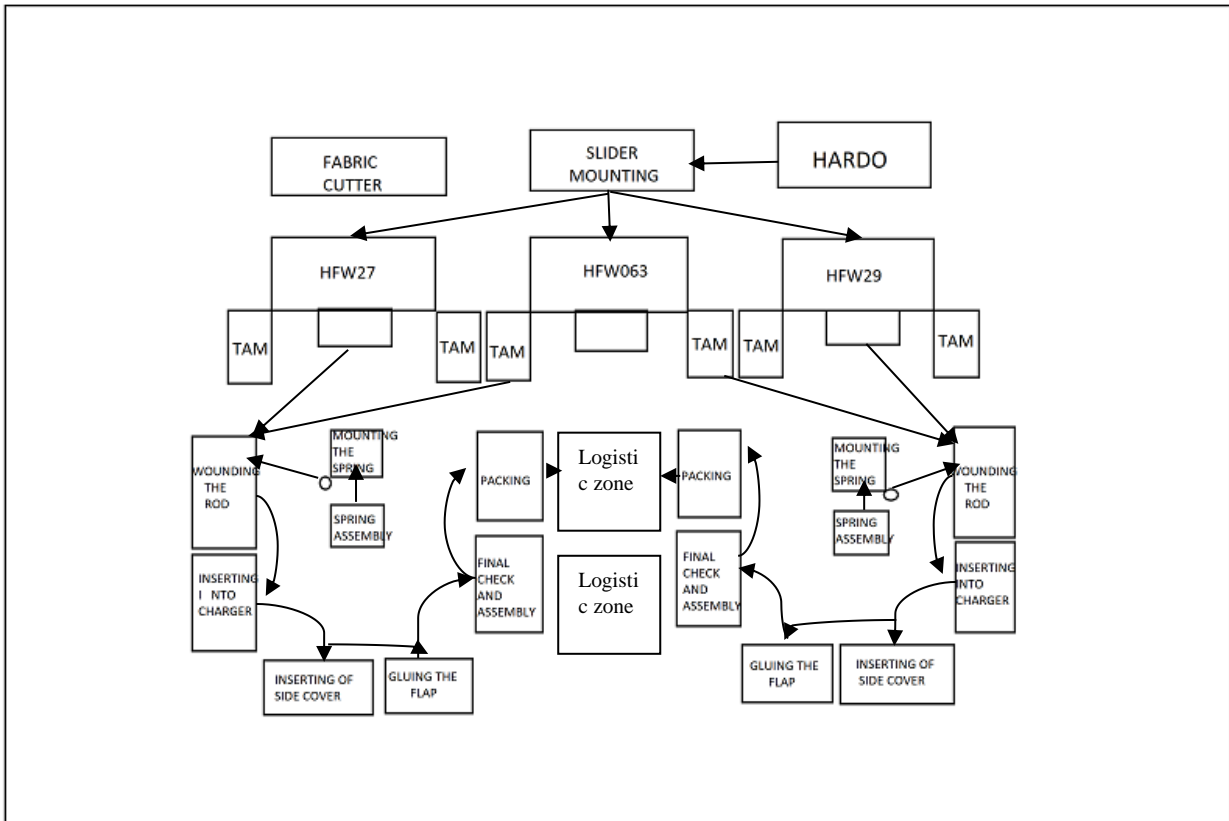 FABRIC
CUTTER
SLIDER
MOUNTING
HARDO
HFW27
HFW063
HFW29
TAM
TAM
TAM
TAM
TAM
TAM
WOUNDING
THE
ROD
MOUNTING
THE
SPRING
SPRING
ASSEMBLY
INSERTING
I NTO
CHARGER
INSERTING OF
SIDE COVER
GLUING THE
FLAP
FINAL
CHECK
AND
ASSEMBLY
PACKING
Logisti
c zone
Logisti
c zone
PACKING
FINAL
CHECK
AND
ASSEMBLY
MOUNTING
THE
SPRING
SPRING
ASSEMBLY
WOUNDING
THE
ROD
INSERTING
INTO
CHARGER
GLUING THE
FLAP
INSERTING OF
SIDE COVER